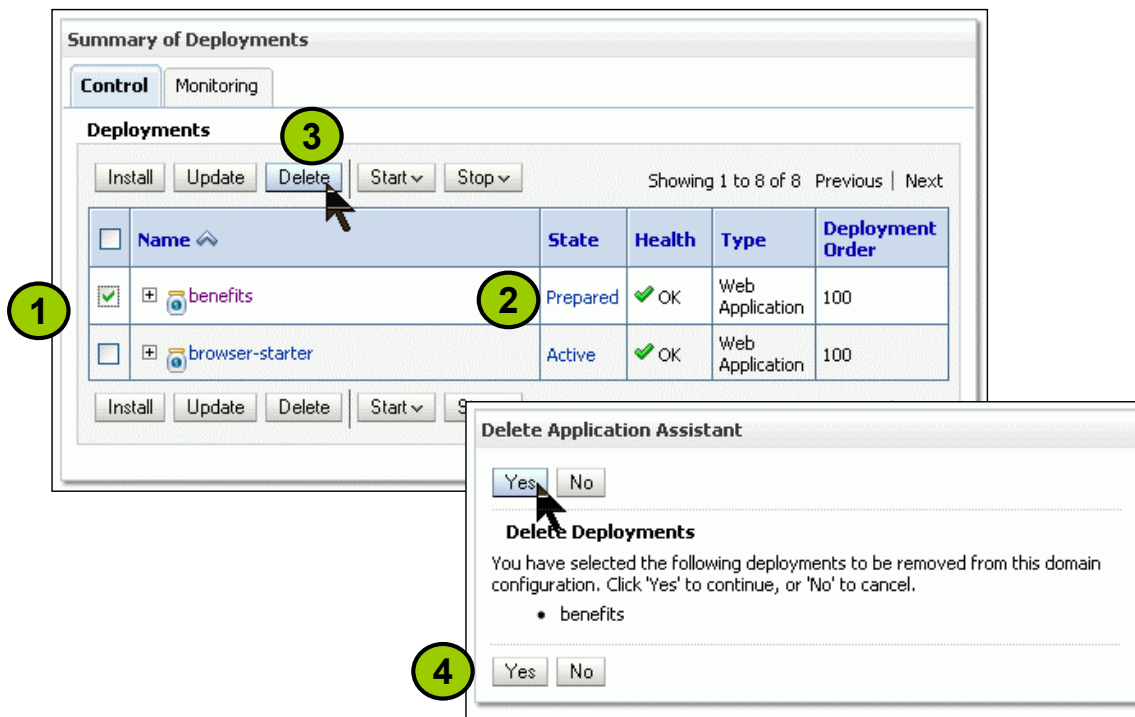 Summary of Deployments
Control Monitoring
Deployments
3
Install Update Delete Start Stop Showing 1 to 8 of 8 Previous | Next
Name State Health Type Deployment Order
1
benefits 2 Prepared OK Web Application 100
browser-starter Active OK Web Application 100
Install Update Delete Start
Delete Application Assistant
Yes No
Delete Deployments
You have selected the following deployments to be removed from this domain
configuration. Click 'Yes' to continue, or 'No' to cancel.
• benefits
4
Yes No